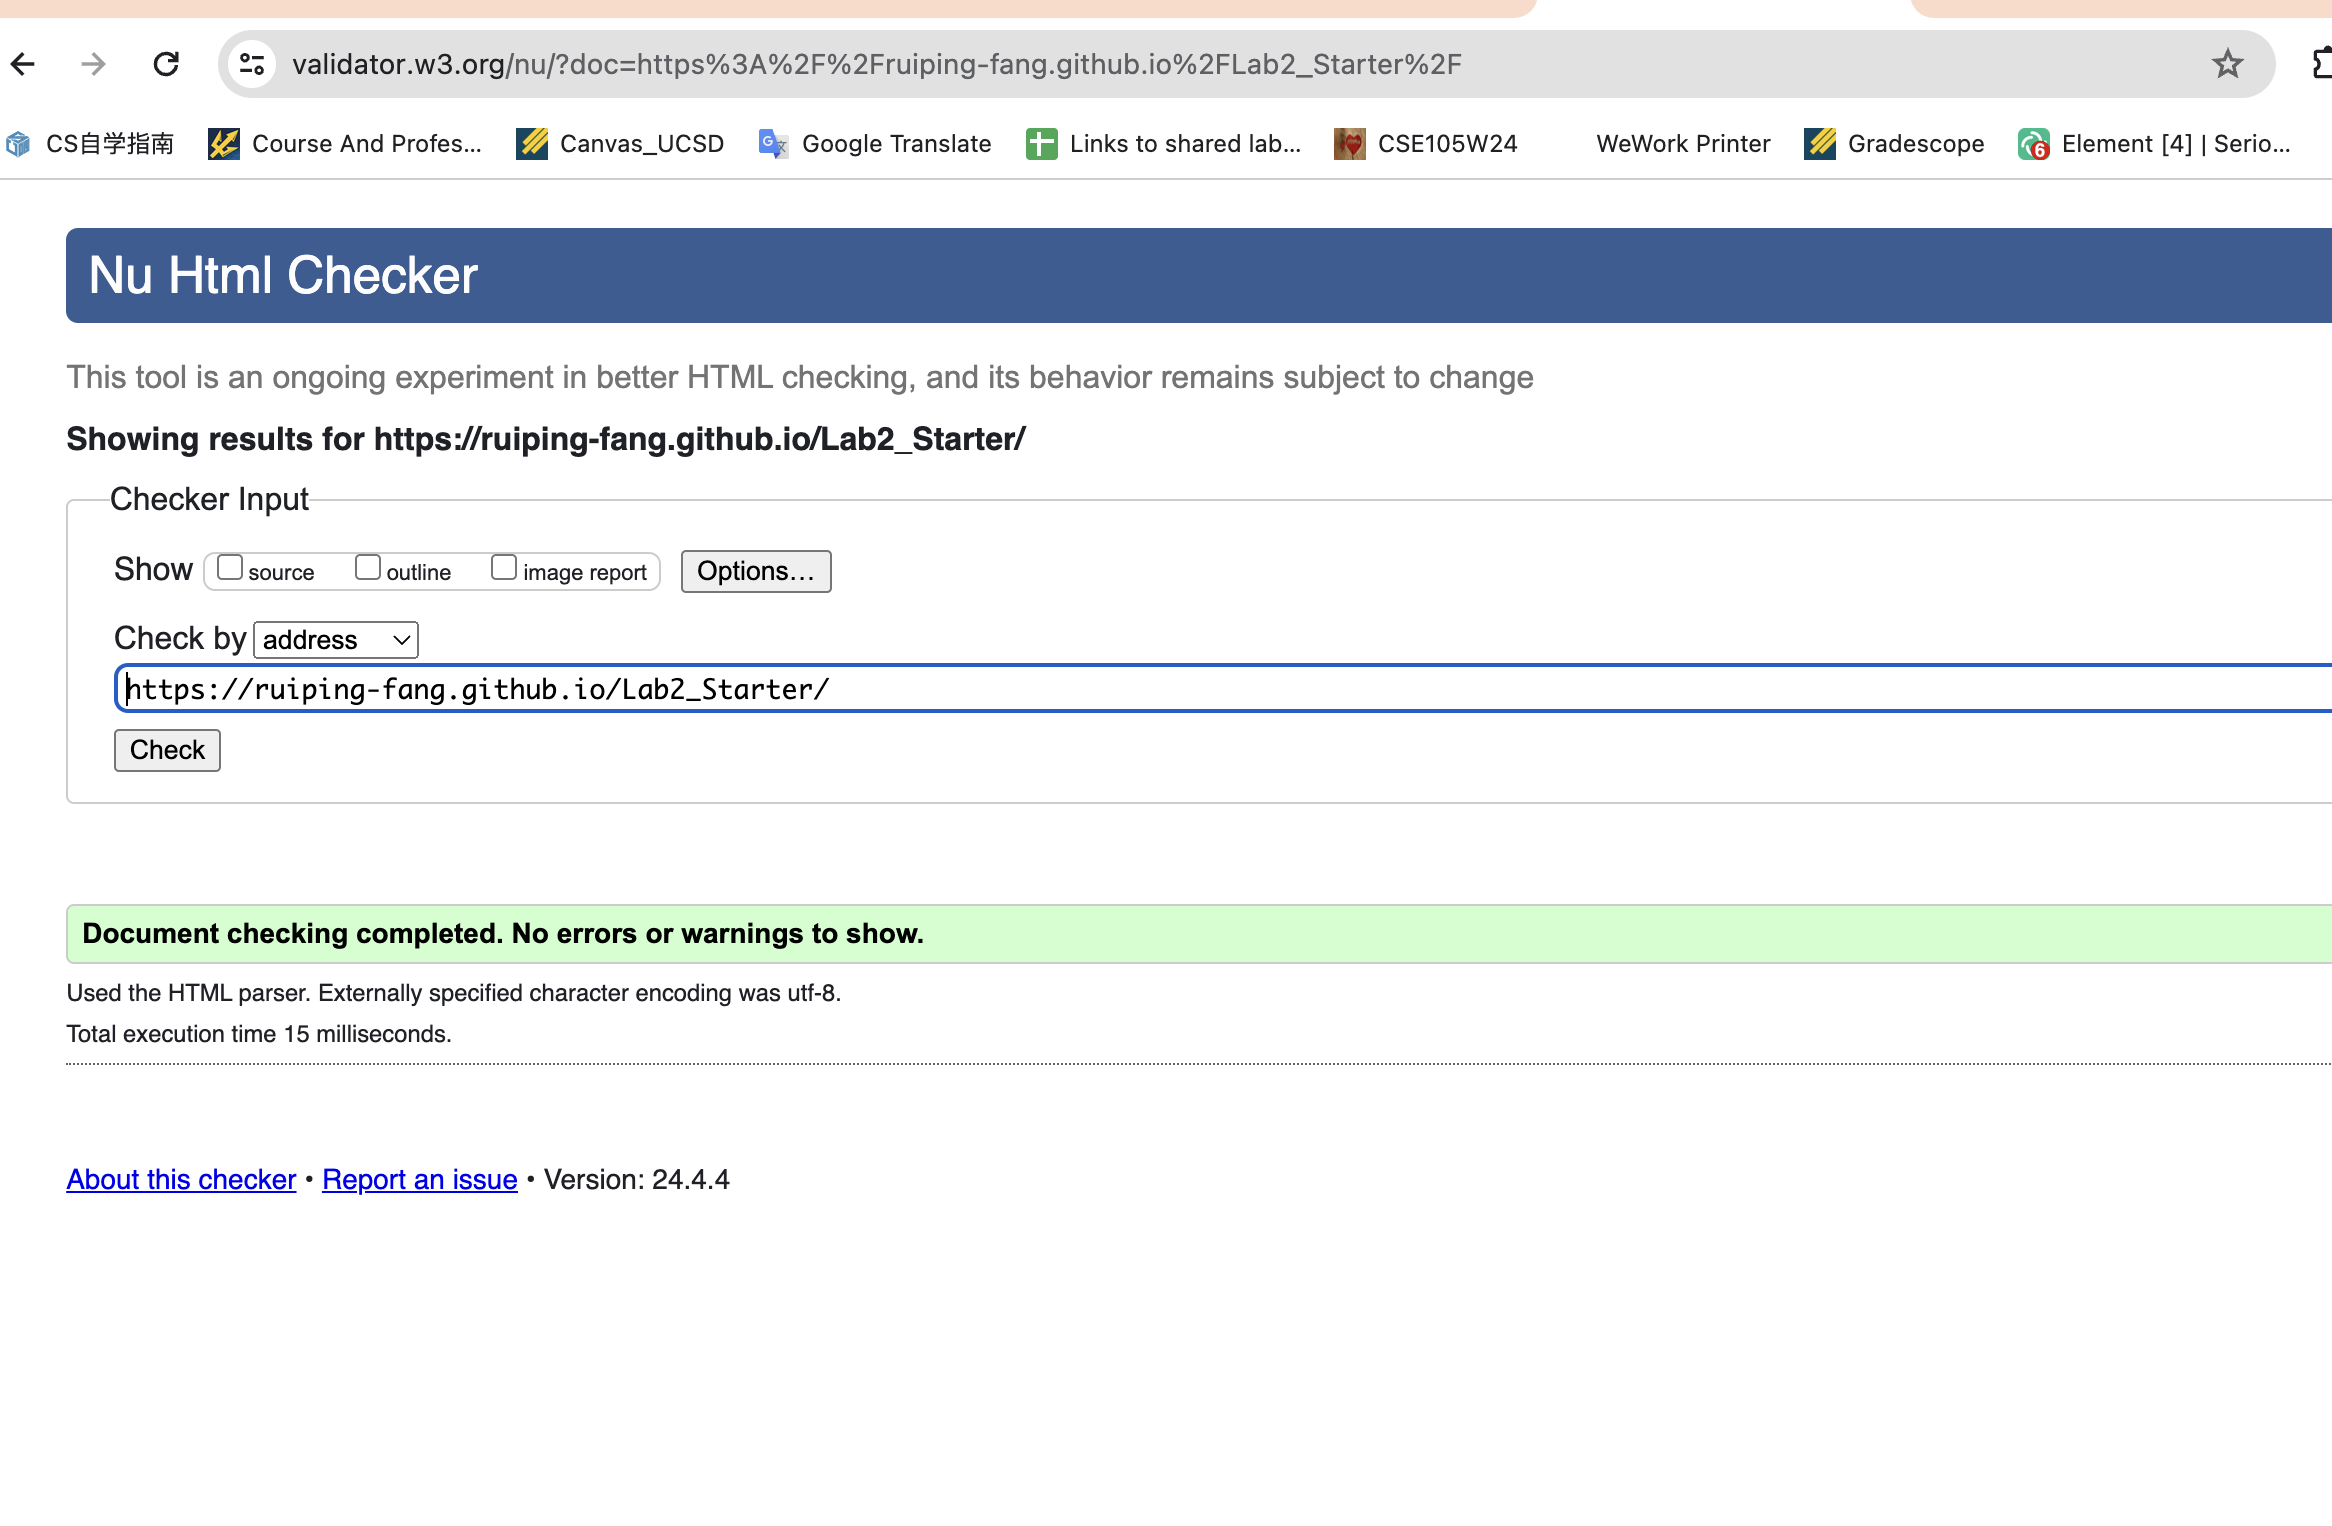 validator.w3.org/nu/?doc=https%3A%2F%2Fruiping-fang.github.io%2FLab2_Starter%2F
CS自学指南 Course And Profes... Canvas_UCSD Google Translate Links to shared lab... CSE105W24 WeWork Printer Gradescope 6 Element [4] | Serio...
Nu Html Checker
This tool is an ongoing experiment in better HTML checking, and its behavior remains subject to change
Showing results for https://ruiping-fang.github.io/Lab2_Starter/
Checker Input
Show source outline image report Options...
Check by address
https://ruiping-fang.github.io/Lab2_Starter/
Check
Document checking completed. No errors or warnings to show.
Used the HTML parser. Externally specified character encoding was utf-8.
Total execution time 15 milliseconds.
About this checker • Report an issue • Version: 24.4.4